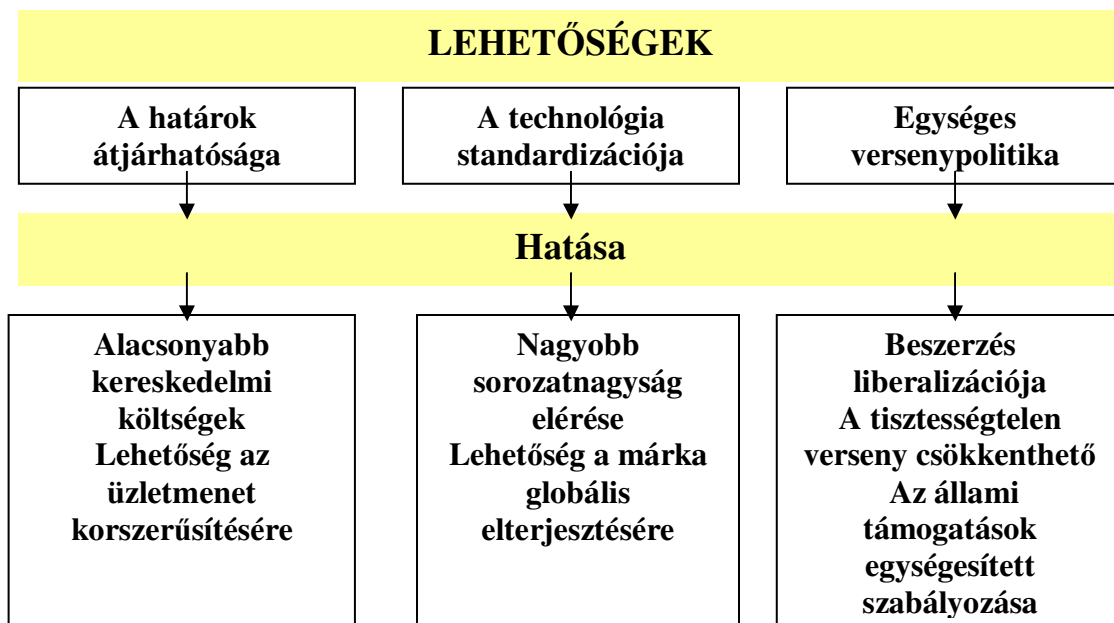 LEHETŐSÉGEK
A határok
átjárhatósága
A technológia
standardizációja
Egységes
versenypolitika
Hatása
Alacsonyabb
kereskedelmi
költségek
Lehetőség az
üzletmenet
korszerűsítésére
Nagyobb
sorozatnagyság
elérése
Lehetőség a márka
globális
elterjesztésére
Beszerzés
liberalizációja
A tisztességtelen
verseny csökkenthető
Az állami
támogatások
egységesített
szabályozása